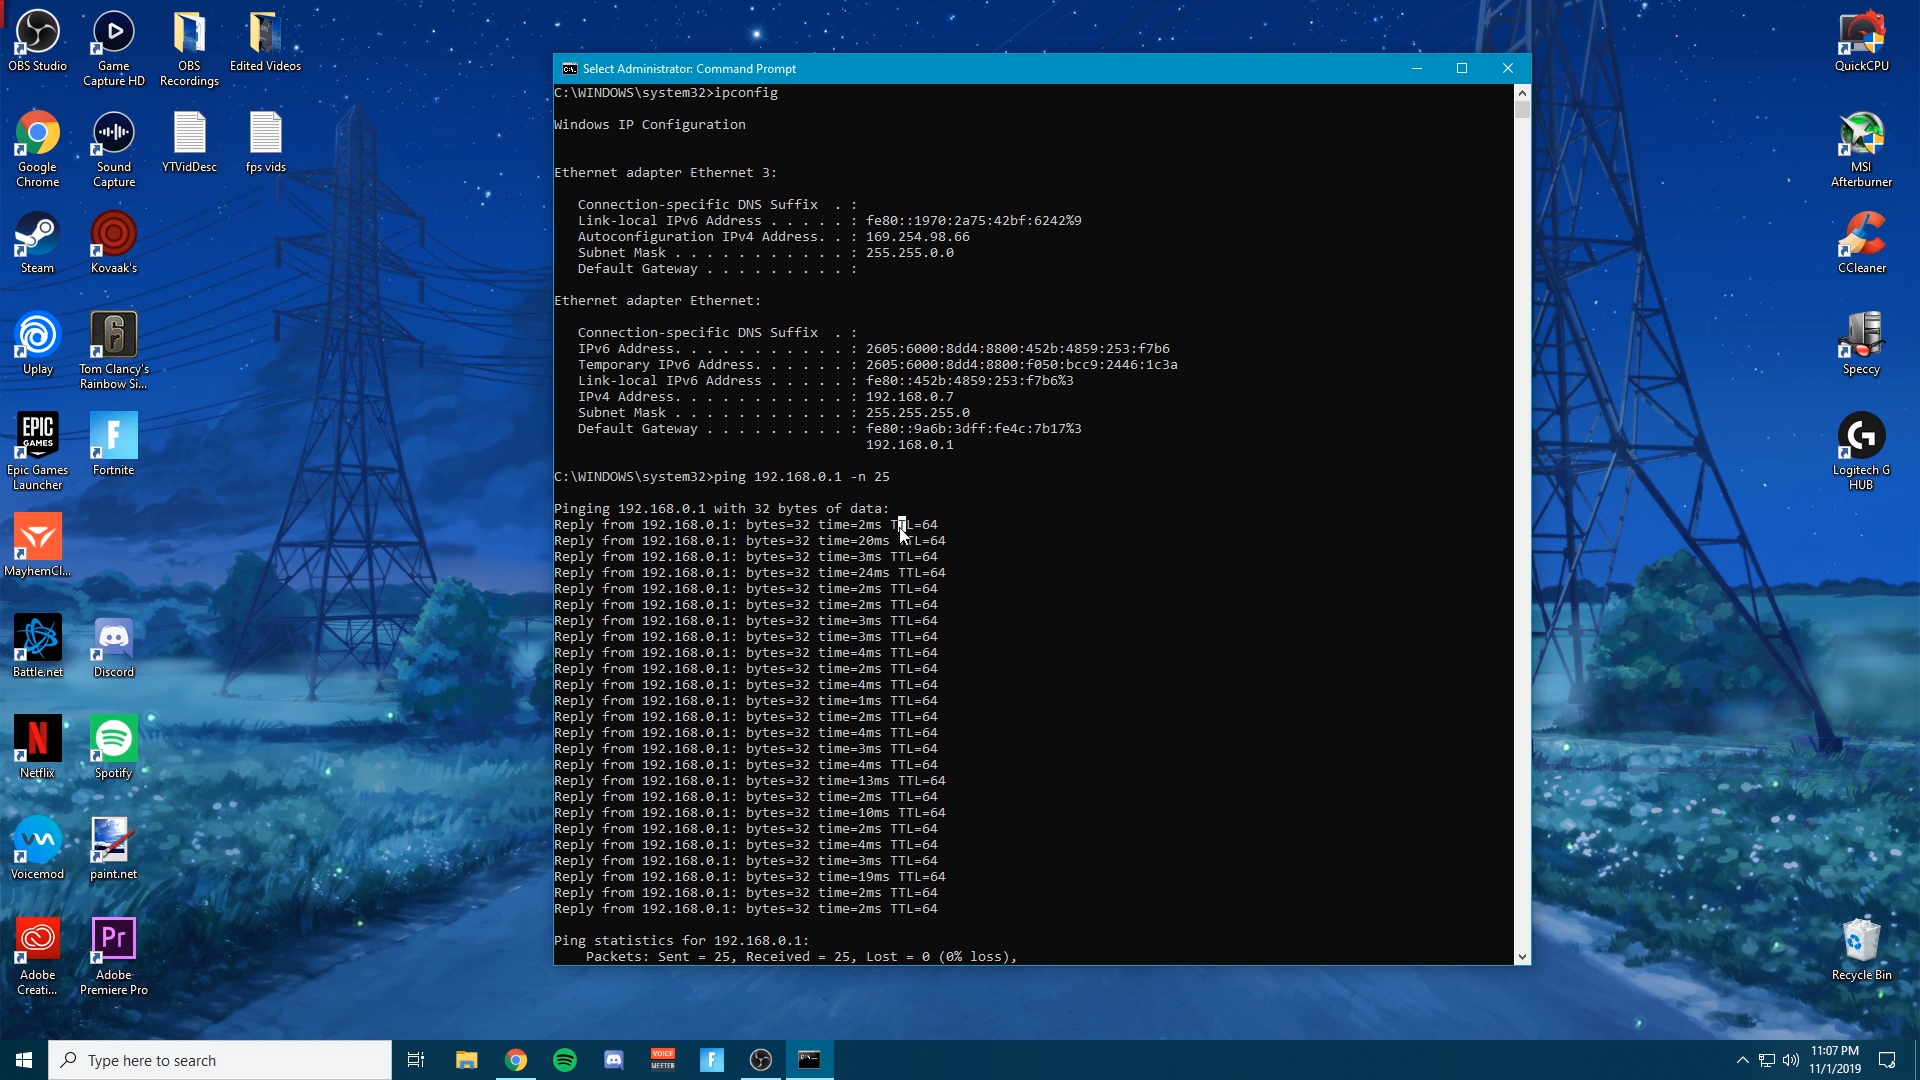 OBS Studio
Game
Capture HD
OBS
Recordings
Edited Videos
Google
Chrome
Sound
Capture
YTVidDesc
fps vids
Steam
Kovaak's
Uplay
Tom Clancy's
Rainbow Si...
EPIC
GAMES
Epic Games
Launcher
F
Fortnite
MayhemCl...
Battle.net
Discord
N
Netflix
Spotify
Voicemod
paint.net
Adobe
Creati...
Pr
Adobe
Premiere Pro
Select Administrator: Command Prompt
C:\WINDOWS\system32>ipconfig
Windows IP Configuration
Ethernet adapter Ethernet 3:
Connection-specific DNS Suffix  . :
Link-local IPv6 Address . . . . . : fe80::1970:2a75:42bf:6242%9
Autoconfiguration IPv4 Address. . : 169.254.98.66
Subnet Mask . . . . . . . . . . . : 255.255.0.0
Default Gateway . . . . . . . . . :
Ethernet adapter Ethernet:
Connection-specific DNS Suffix  . :
IPv6 Address. . . . . . . . . . . : 2605:6000:8dd4:8800:452b:4859:253:f7b6
Temporary IPv6 Address. . . . . . : 2605:6000:8dd4:8800:f050:bcc9:2446:1c3a
Link-local IPv6 Address . . . . . : fe80::452b:4859:253:f7b6%3
IPv4 Address. . . . . . . . . . . : 192.168.0.7
Subnet Mask . . . . . . . . . . . : 255.255.255.0
Default Gateway . . . . . . . . . : fe80::9a6b:3dff:fe4c:7b17%3
192.168.0.1
C:\WINDOWS\system32>ping 192.168.0.1 -n 25
Pinging 192.168.0.1 with 32 bytes of data:
Reply from 192.168.0.1: bytes=32 time=2ms TTL=64
Reply from 192.168.0.1: bytes=32 time=20ms TTL=64
Reply from 192.168.0.1: bytes=32 time=3ms TTL=64
Reply from 192.168.0.1: bytes=32 time=24ms TTL=64
Reply from 192.168.0.1: bytes=32 time=2ms TTL=64
Reply from 192.168.0.1: bytes=32 time=2ms TTL=64
Reply from 192.168.0.1: bytes=32 time=3ms TTL=64
Reply from 192.168.0.1: bytes=32 time=3ms TTL=64
Reply from 192.168.0.1: bytes=32 time=4ms TTL=64
Reply from 192.168.0.1: bytes=32 time=2ms TTL=64
Reply from 192.168.0.1: bytes=32 time=4ms TTL=64
Reply from 192.168.0.1: bytes=32 time=1ms TTL=64
Reply from 192.168.0.1: bytes=32 time=2ms TTL=64
Reply from 192.168.0.1: bytes=32 time=4ms TTL=64
Reply from 192.168.0.1: bytes=32 time=3ms TTL=64
Reply from 192.168.0.1: bytes=32 time=4ms TTL=64
Reply from 192.168.0.1: bytes=32 time=13ms TTL=64
Reply from 192.168.0.1: bytes=32 time=2ms TTL=64
Reply from 192.168.0.1: bytes=32 time=10ms TTL=64
Reply from 192.168.0.1: bytes=32 time=2ms TTL=64
Reply from 192.168.0.1: bytes=32 time=4ms TTL=64
Reply from 192.168.0.1: bytes=32 time=3ms TTL=64
Reply from 192.168.0.1: bytes=32 time=19ms TTL=64
Reply from 192.168.0.1: bytes=32 time=2ms TTL=64
Reply from 192.168.0.1: bytes=32 time=2ms TTL=64
Ping statistics for 192.168.0.1:
Packets: Sent = 25, Received = 25, Lost = 0 (0% loss),
QuickCPU
MSI
Afterburner
CCleaner
Speccy
Logitech G
HUB
Recycle Bin
Type here to search
VOICE
MEETER
F
11:07 PM
11/1/2019